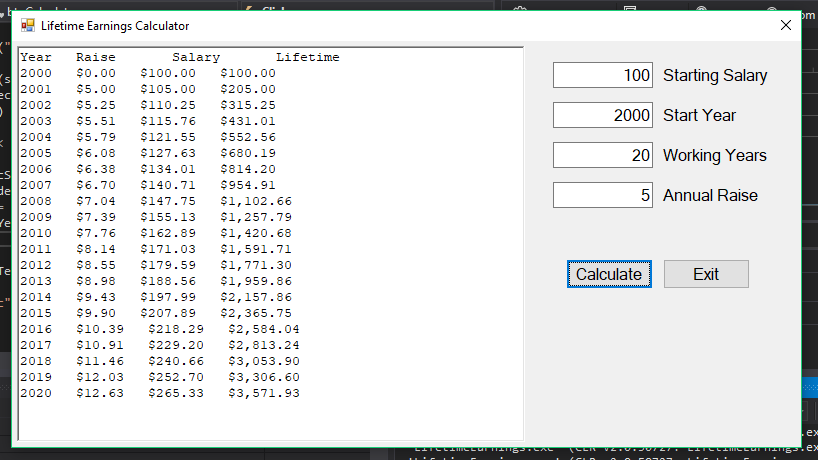 Lifetime Earnings Calculator
Year Raise Salary Lifetime
2000 $0.00 $100.00 $100.00
2001 $5.00 $105.00 $205.00
2002 $5.25 $110.25 $315.25
2003 $5.51 $115.76 $431.01
2004 $5.79 $121.55 $552.56
2005 $6.08 $127.63 $680.19
2006 $6.38 $134.01 $814.20
2007 $6.70 $140.71 $954.91
2008 $7.04 $147.75 $1,102.66
2009 $7.39 $155.13 $1,257.79
2010 $7.76 $162.89 $1,420.68
2011 $8.14 $171.03 $1,591.71
2012 $8.55 $179.59 $1,771.30
2013 $8.98 $188.56 $1,959.86
2014 $9.43 $197.99 $2,157.86
2015 $9.90 $207.89 $2,365.75
2016 $10.39 $218.29 $2,584.04
2017 $10.91 $229.20 $2,813.24
2018 $11.46 $240.66 $3,053.90
2019 $12.03 $252.70 $3,306.60
2020 $12.63 $265.33 $3,571.93
100 Starting Salary
2000 Start Year
20 Working Years
5 Annual Raise
Calculate Exit